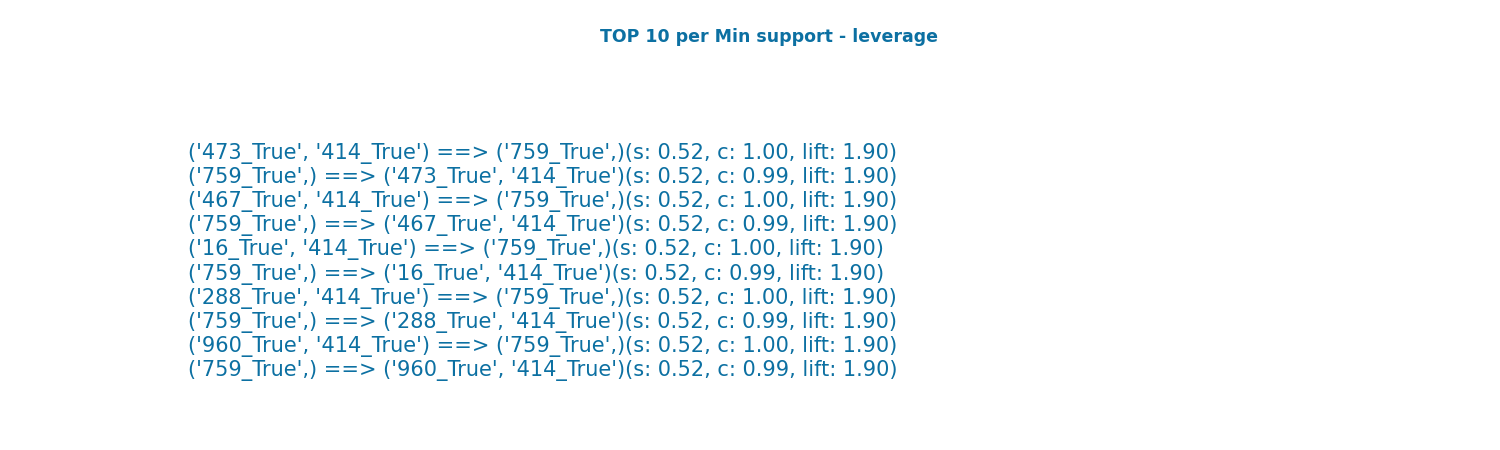 TOP 10 per Min support - leverage
('473_True', '414_True') ==> ('759_True',)(s: 0.52, c: 1.00, lift: 1.90)
('759_True',) ==> ('473_True', '414_True')(s: 0.52, c: 0.99, lift: 1.90)
('467_True', '414_True') ==> ('759_True',)(s: 0.52, c: 1.00, lift: 1.90)
('759_True',) ==> ('467_True', '414_True')(s: 0.52, c: 0.99, lift: 1.90)
('16_True', '414_True') ==> ('759_True',)(s: 0.52, c: 1.00, lift: 1.90)
('759_True',) ==> ('16_True', '414_True')(s: 0.52, c: 0.99, lift: 1.90)
('288_True', '414_True') ==> ('759_True',)(s: 0.52, c: 1.00, lift: 1.90)
('759_True',) ==> ('288_True', '414_True')(s: 0.52, c: 0.99, lift: 1.90)
('960_True', '414_True') ==> ('759_True',)(s: 0.52, c: 1.00, lift: 1.90)
('759_True',) ==> ('960_True', '414_True')(s: 0.52, c: 0.99, lift: 1.90)